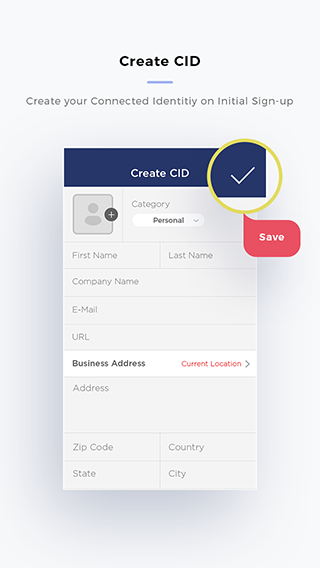 Create CID
Create your Connected Identitiy on Initial Sign-up
Create CID
Save
Category
Personal
First Name
Last Name
Company Name
E-Mail
URL
Business Address
Current Location
Address
Zip Code
Country
State
City